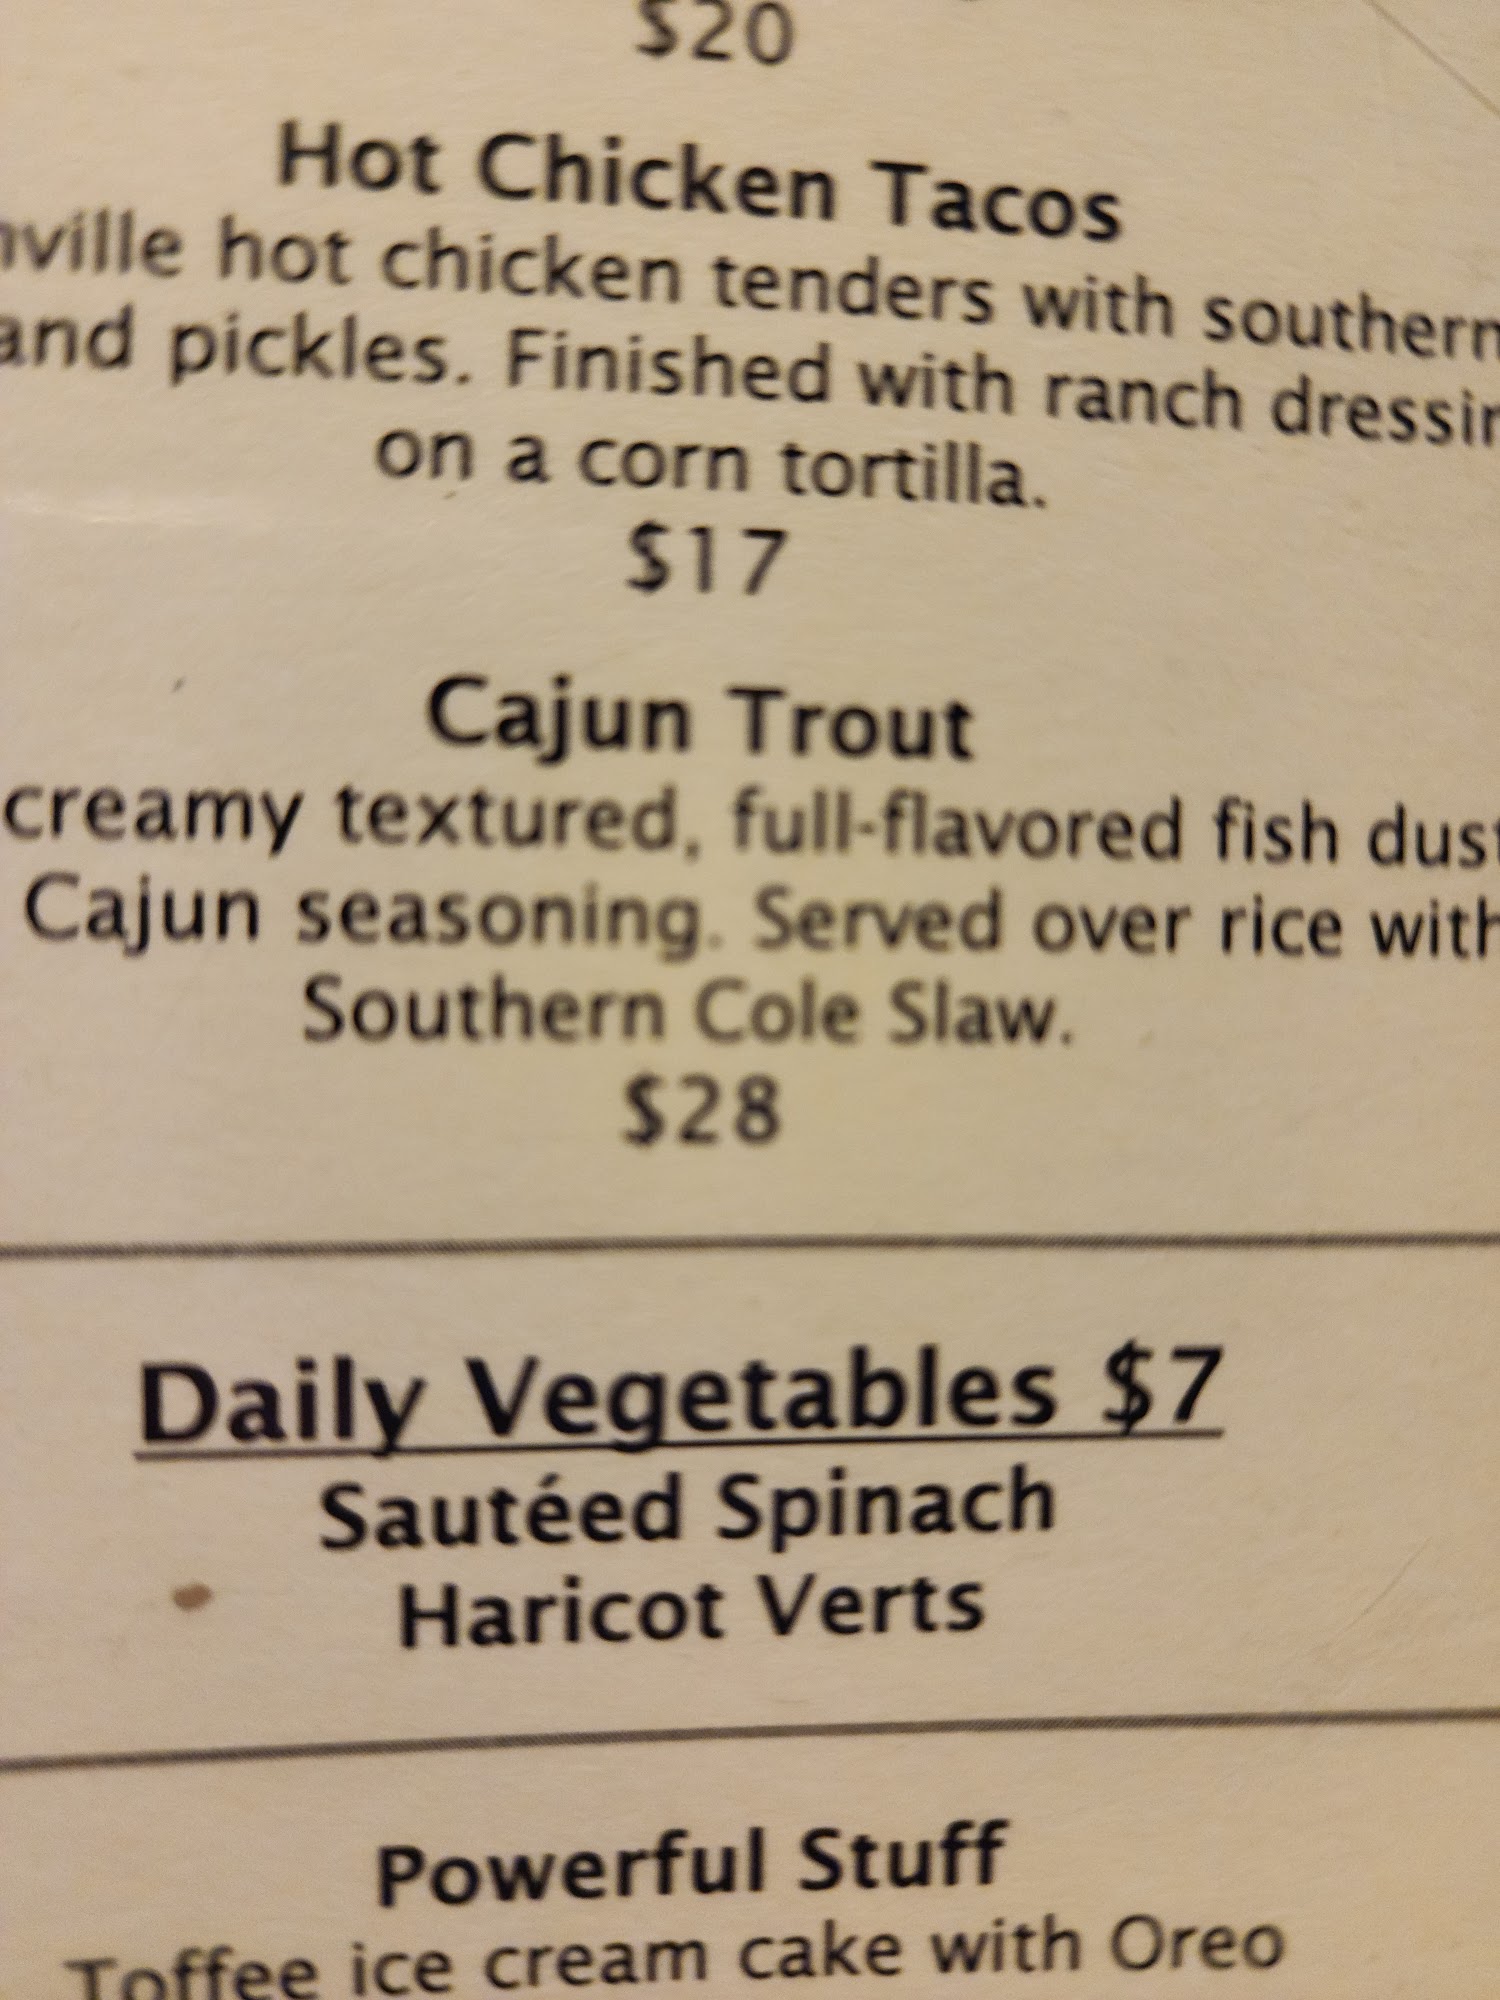 $20
Hot Chicken Tacos
ville hot chicken tenders with southern
and pickles. Finished with ranch
on a corn tortilla.
$17
Cajun Trout
creamy textured, full-flavored fish
Cajun seasoning. Served over rice with
Southern Cole Slaw.
$28
Daily Vegetables $7
Sautéed Spinach
Haricot Verts
Powerful Stuff
Toffee ice cream cake with Oreo